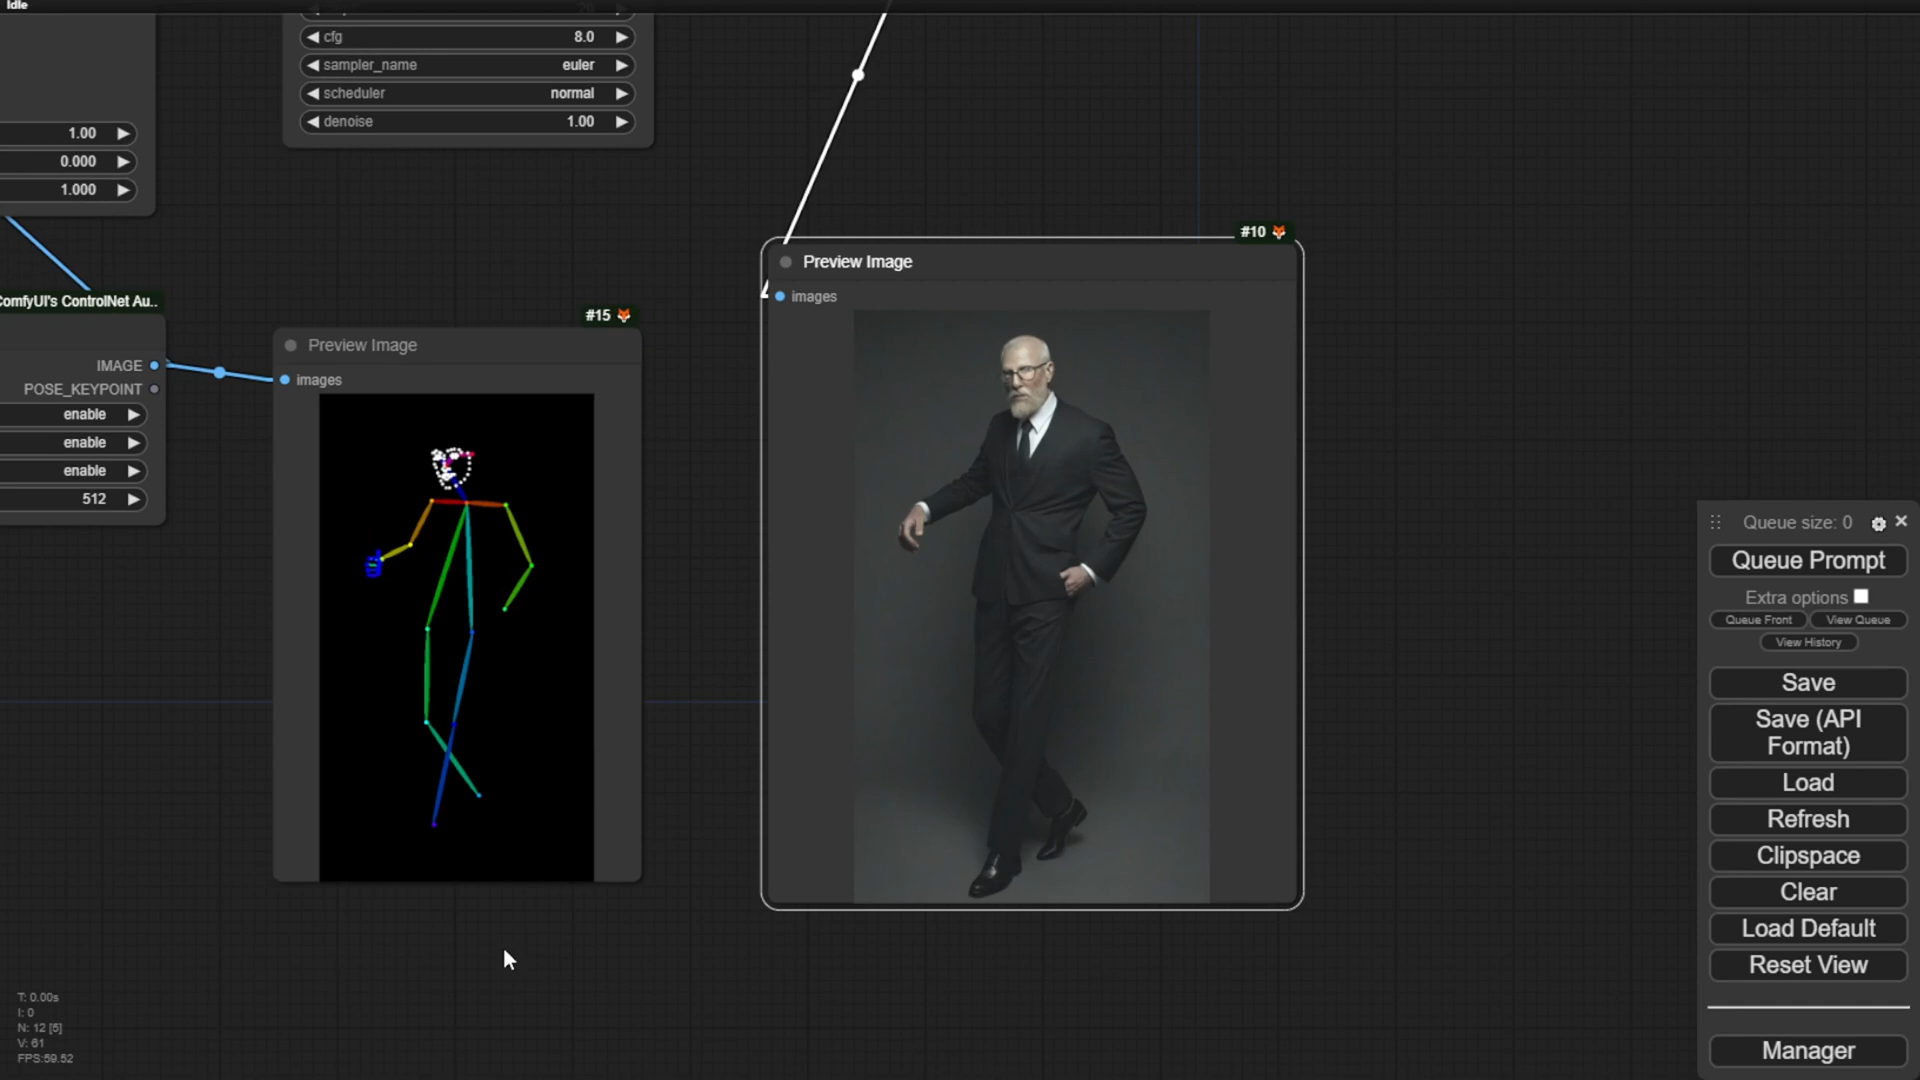 Idle
20
cfg 8.0
sampler_name euler
scheduler normal
denoise 1.00
1.00
0.000
1.000
ComfyUI's ControlNet Au..
IMAGE
POSE_KEYPOINT
enable
enable
enable
512
#15
Preview Image
images
#10
Preview Image
images
Queue size: 0
Queue Prompt
Extra options
Queue Front View Queue
View History
Save
Save (API
Format)
Load
Refresh
Clipspace
Clear
Load Default
Reset View
Manager
T: 0.00s
I: 0
N: 12 [5]
V: 61
FPS:59.52